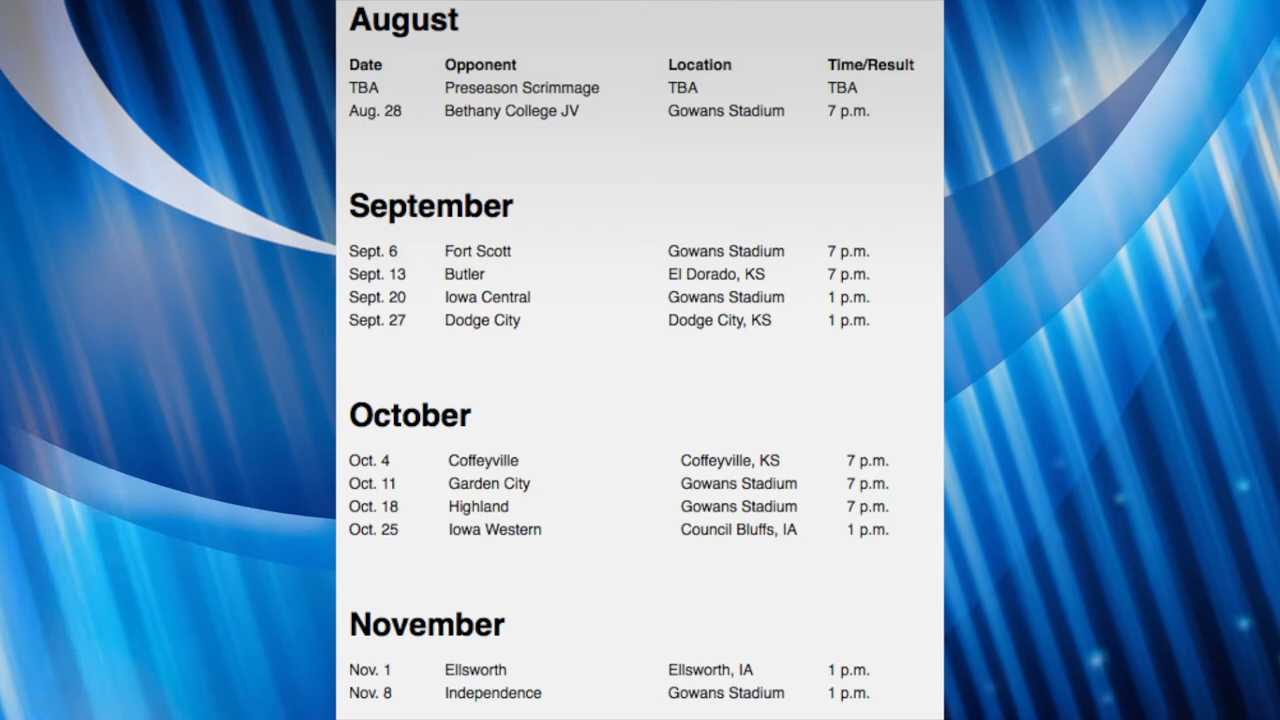 August
Date Opponent Location Time/Result
TBA Preseason Scrimmage TBA TBA
Aug. 28 Bethany College JV Gowans Stadium 7 p.m.
September
Sept. 6 Fort Scott Gowans Stadium 7 p.m.
Sept. 13 Butler El Dorado, KS 7 p.m.
Sept. 20 Iowa Central Gowans Stadium 1 p.m.
Sept. 27 Dodge City Dodge City, KS 1 p.m.
October
Oct. 4 Coffeyville Coffeyville, KS 7 p.m.
Oct. 11 Garden City Gowans Stadium 7 p.m.
Oct. 18 Highland Gowans Stadium 7 p.m.
Oct. 25 Iowa Western Council Bluffs, IA 1 p.m.
November
Nov. 1 Ellsworth Ellsworth, IA 1 p.m.
Nov. 8 Independence Gowans Stadium 1 p.m.